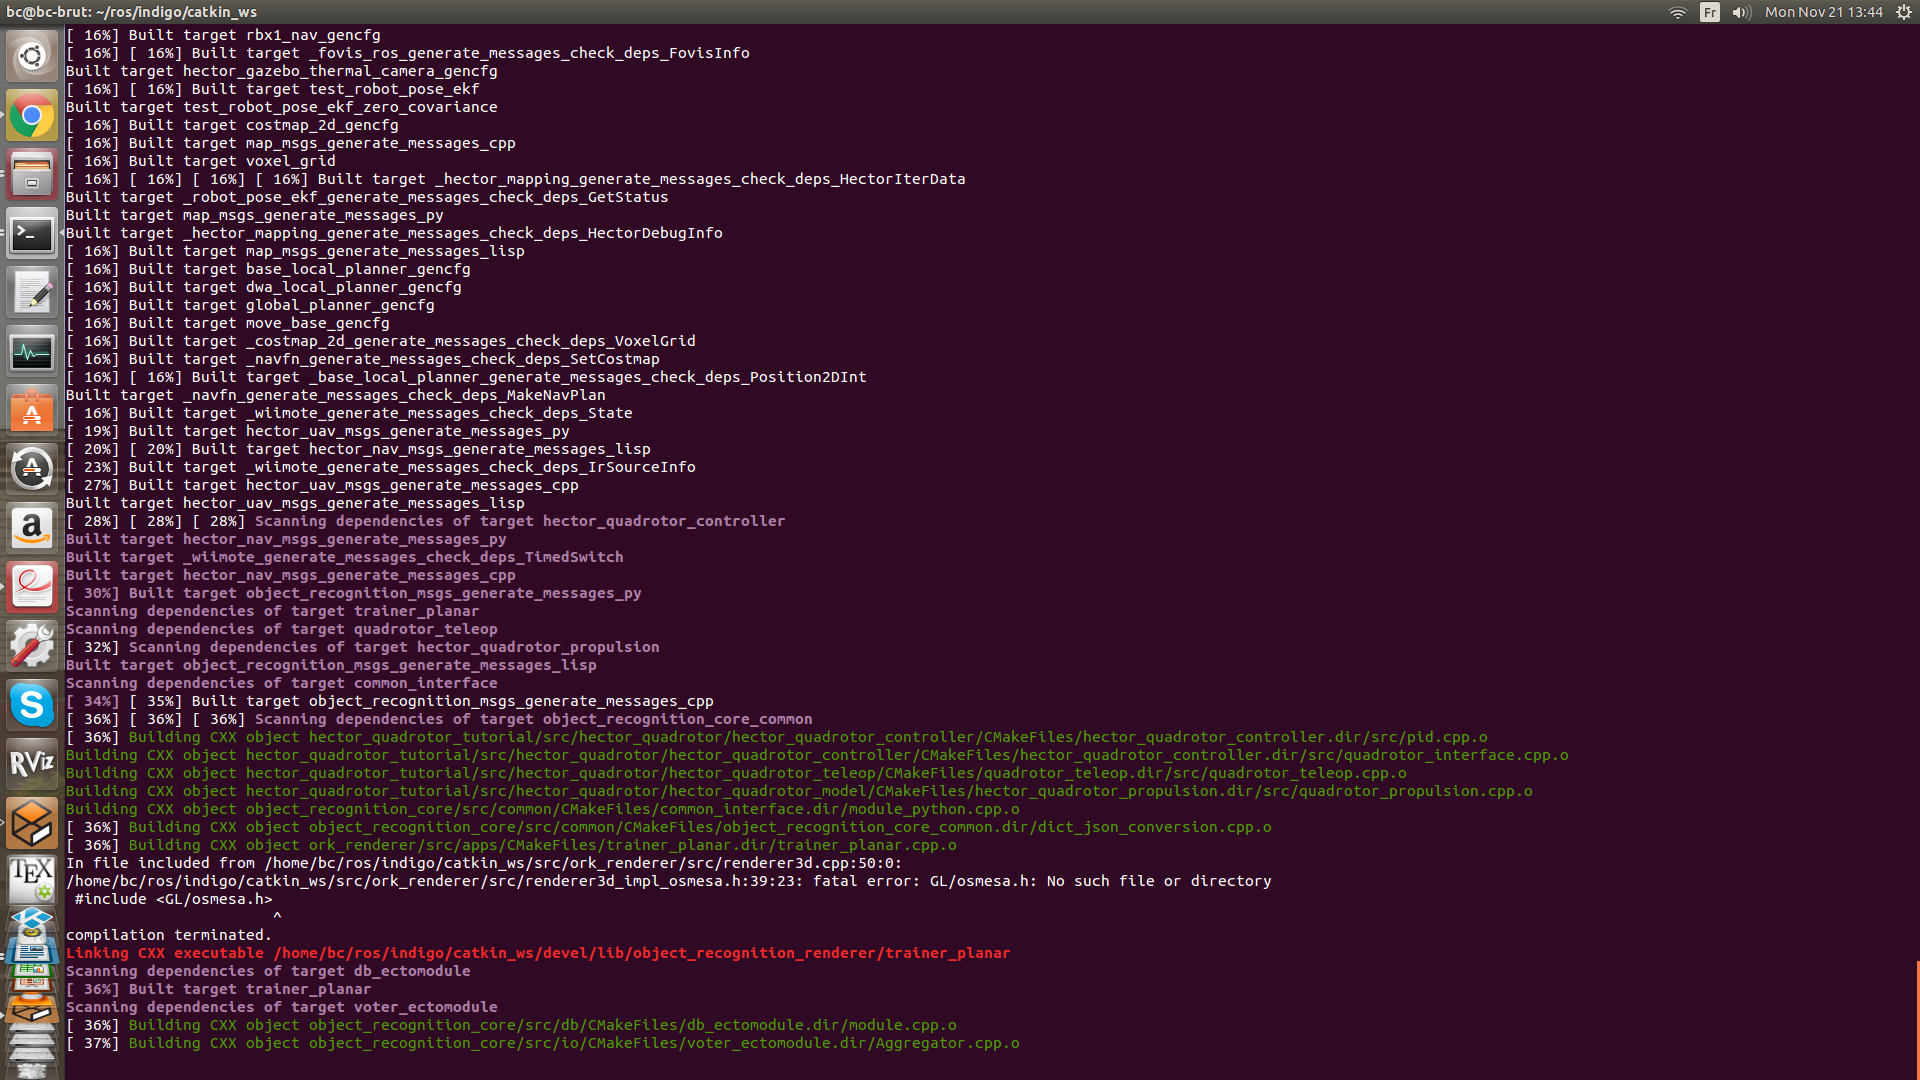 bc@bc-brut: ~/ros/indigo/catkin_ws
Fr
Mon Nov 21 13:44
[ 16%] Built target rbx1_nav_gencfg
[ 16%] [ 16%] Built target _fovis_ros_generate_messages_check_deps_FovisInfo
Built target hector_gazebo_thermal_camera_gencfg
[ 16%] [ 16%] Built target test_robot_pose_ekf
Built target test_robot_pose_ekf_zero_covariance
[ 16%] Built target costmap_2d_gencfg
[ 16%] Built target map_msgs_generate_messages_cpp
[ 16%] Built target voxel_grid
[ 16%] [ 16%] [ 16%] [ 16%] Built target _hector_mapping_generate_messages_check_deps_HectorIterData
Built target _robot_pose_ekf_generate_messages_check_deps_GetStatus
Built target map_msgs_generate_messages_py
Built target _hector_mapping_generate_messages_check_deps_HectorDebugInfo
[ 16%] Built target map_msgs_generate_messages_lisp
[ 16%] Built target base_local_planner_gencfg
[ 16%] Built target dwa_local_planner_gencfg
[ 16%] Built target global_planner_gencfg
[ 16%] Built target move_base_gencfg
[ 16%] Built target _costmap_2d_generate_messages_check_deps_VoxelGrid
[ 16%] Built target _navfn_generate_messages_check_deps_SetCostmap
[ 16%] [ 16%] Built target _base_local_planner_generate_messages_check_deps_Position2DInt
Built target _navfn_generate_messages_check_deps_MakeNavPlan
[ 16%] Built target _wiimote_generate_messages_check_deps_State
[ 19%] Built target hector_uav_msgs_generate_messages_py
[ 20%] [ 20%] Built target hector_nav_msgs_generate_messages_lisp
[ 23%] Built target _wiimote_generate_messages_check_deps_IrSourceInfo
[ 27%] Built target hector_uav_msgs_generate_messages_cpp
Built target hector_uav_msgs_generate_messages_lisp
[ 28%] [ 28%] [ 28%] Scanning dependencies of target hector_quadrotor_controller
Built target hector_nav_msgs_generate_messages_py
Built target _wiimote_generate_messages_check_deps_TimedSwitch
Built target hector_nav_msgs_generate_messages_cpp
[ 30%] Built target object_recognition_msgs_generate_messages_py
Scanning dependencies of target trainer_planar
Scanning dependencies of target quadrotor_teleop
[ 32%] Scanning dependencies of target hector_quadrotor_propulsion
Built target object_recognition_msgs_generate_messages_lisp
Scanning dependencies of target common_interface
[ 34%] [ 35%] Built target object_recognition_msgs_generate_messages_cpp
[ 36%] [ 36%] [ 36%] Scanning dependencies of target object_recognition_core_common
[ 36%] Building CXX object hector_quadrotor_tutorial/src/hector_quadrotor/hector_quadrotor_controller/CMakeFiles/hector_quadrotor_controller.dir/src/pid.cpp.o
Building CXX object hector_quadrotor_tutorial/src/hector_quadrotor/hector_quadrotor_controller/CMakeFiles/hector_quadrotor_controller.dir/src/quadrotor_interface.cpp.o
Building CXX object hector_quadrotor_tutorial/src/hector_quadrotor/hector_quadrotor_teleop/CMakeFiles/quadrotor_teleop.dir/src/quadrotor_teleop.cpp.o
Building CXX object hector_quadrotor_tutorial/src/hector_quadrotor/hector_quadrotor_model/CMakeFiles/hector_quadrotor_propulsion.dir/src/quadrotor_propulsion.cpp.o
Building CXX object object_recognition_core/src/common/CMakeFiles/common_interface.dir/module_python.cpp.o
[ 36%] Building CXX object object_recognition_core/src/common/CMakeFiles/object_recognition_core_common.dir/dict_json_conversion.cpp.o
[ 36%] Building CXX object ork_renderer/src/apps/CMakeFiles/trainer_planar.dir/trainer_planar.cpp.o
In file included from /home/bc/ros/indigo/catkin_ws/src/ork_renderer/src/renderer3d.cpp:50:0:
/home/bc/ros/indigo/catkin_ws/src/ork_renderer/src/renderer3d_impl_osmesa.h:39:23: fatal error: GL/osmesa.h: No such file or directory
#include <GL/osmesa.h>
^
compilation terminated.
Linking CXX executable /home/bc/ros/indigo/catkin_ws/devel/lib/object_recognition_renderer/trainer_planar
Scanning dependencies of target db_ectomodule
[ 36%] Built target trainer_planar
Scanning dependencies of target voter_ectomodule
[ 36%] Building CXX object object_recognition_core/src/db/CMakeFiles/db_ectomodule.dir/module.cpp.o
[ 37%] Building CXX object object_recognition_core/src/io/CMakeFiles/voter_ectomodule.dir/Aggregator.cpp.o
RViz
TEX